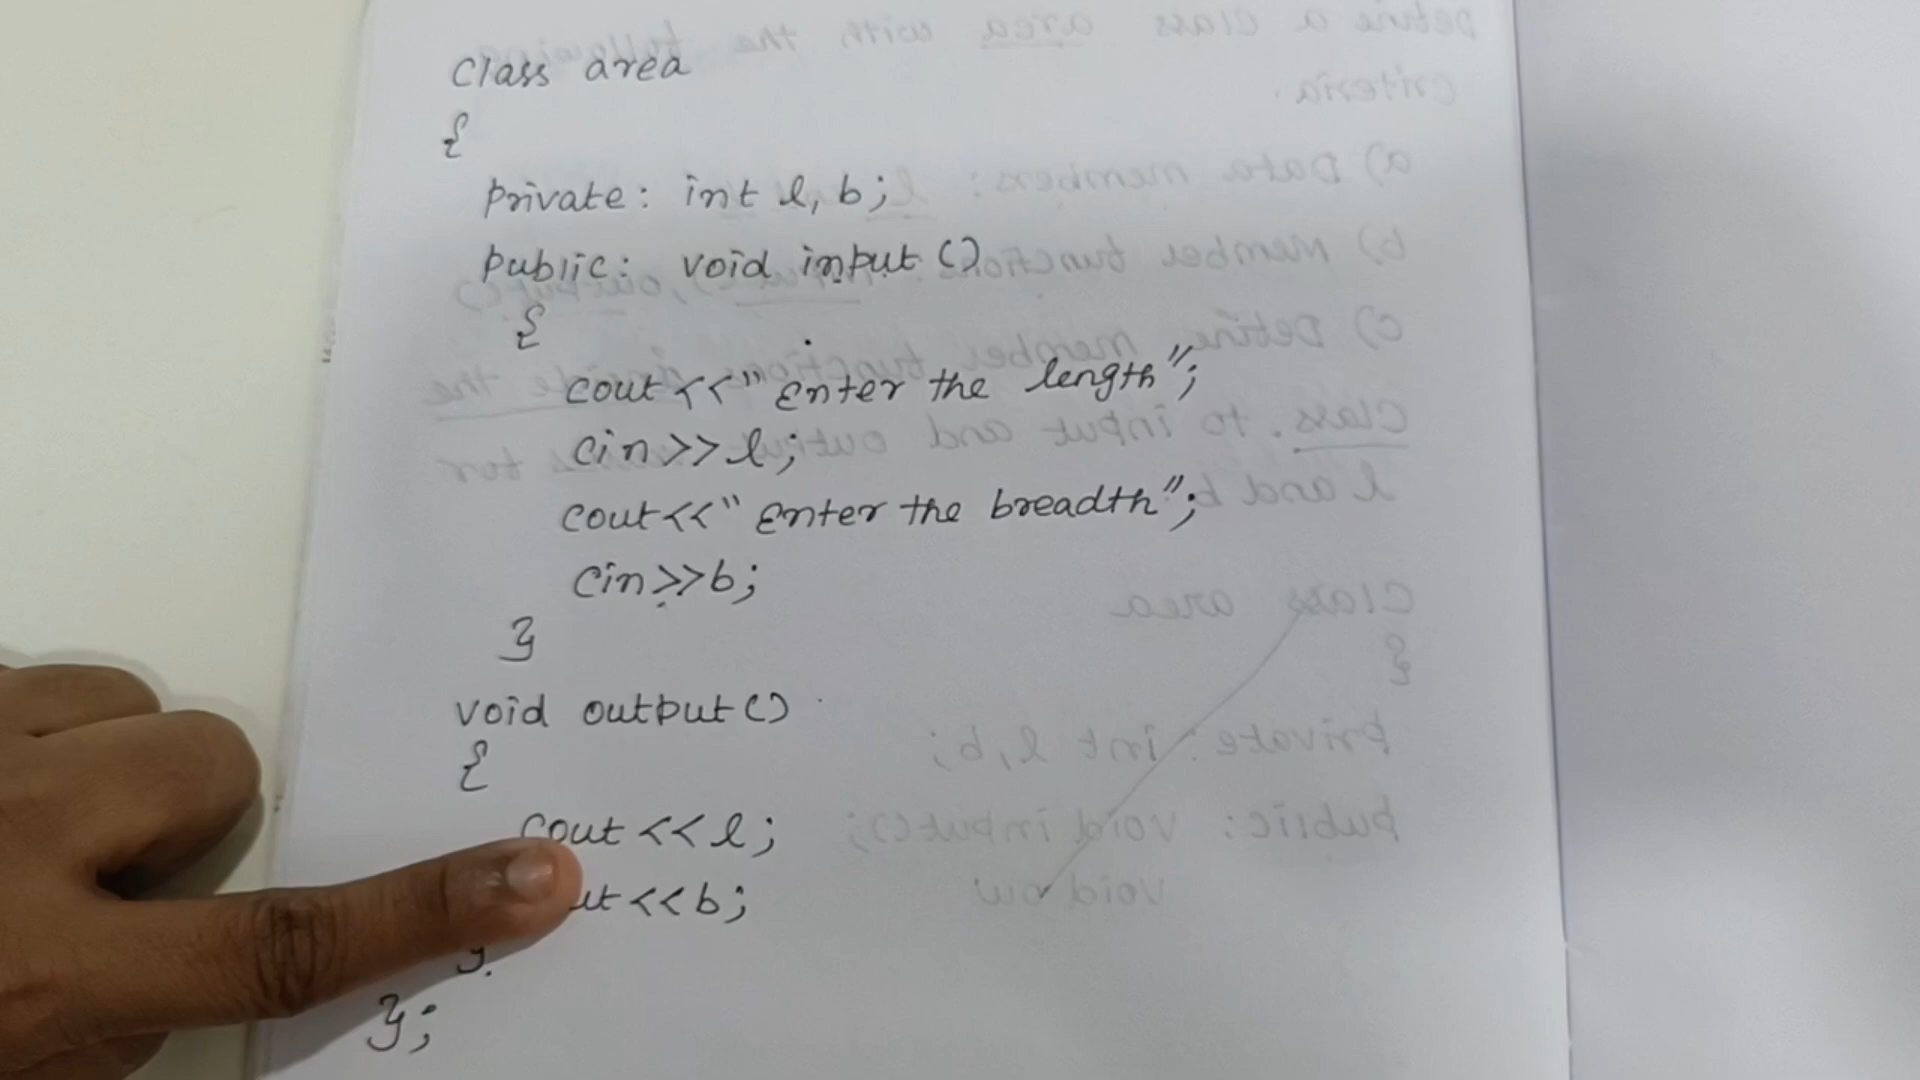 Class area
{
private: int l, b;
public: void input ()
{
cout <<" Enter the length";
cin>>l;
cout<<" Enter the breadth";
cin>>b;
}
void output ()
{
cout <<l;
<<b;
}
};